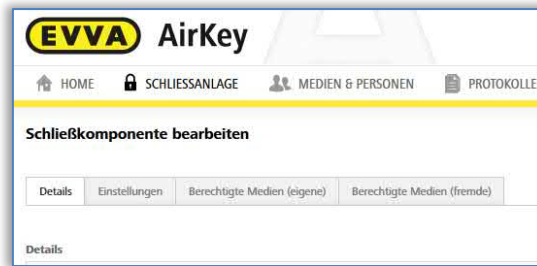 EVVA AirKey
HOME SCHLIESSANLAGE MEDIEN & PERSONEN PROTOKOLLE
Schließkomponente bearbeiten
Details Einstellungen Berechtigte Medien (eigene) Berechtigte Medien (fremde)
Details